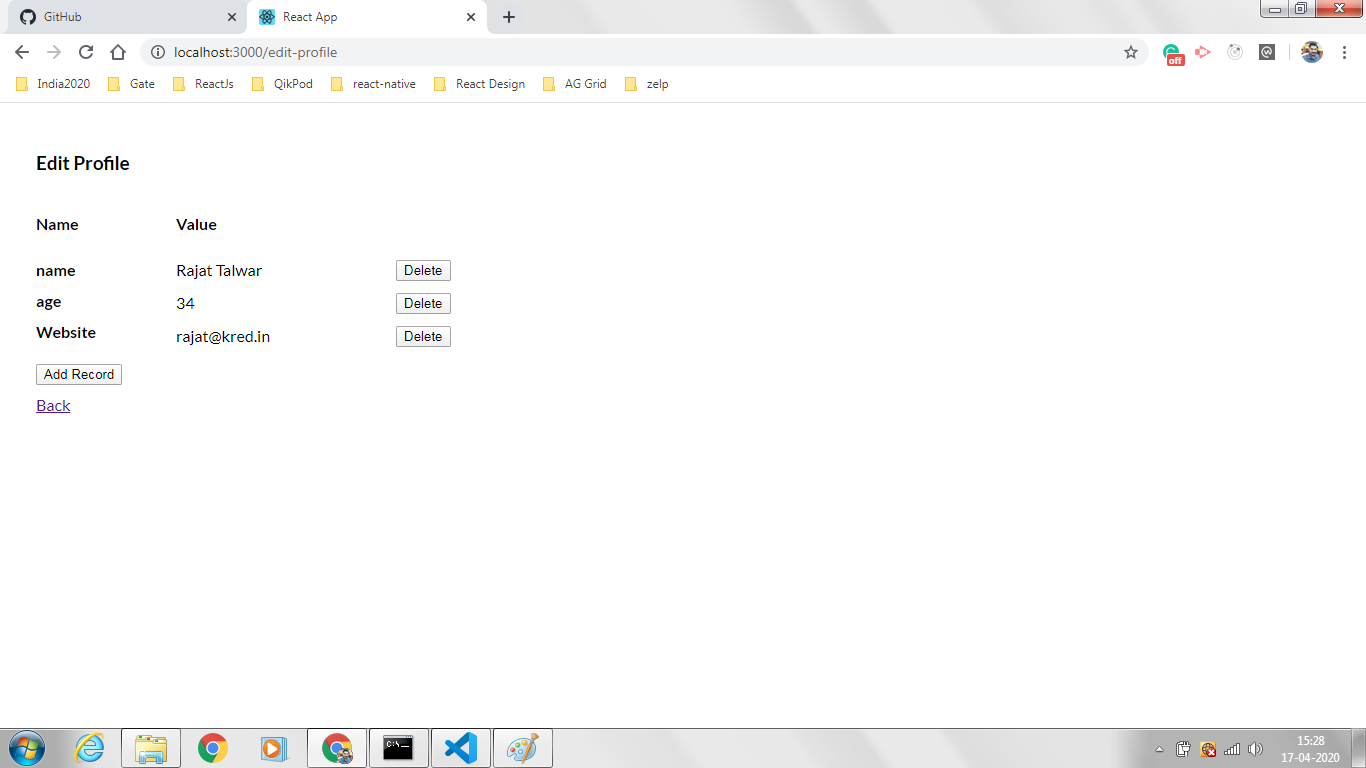 GitHub React App
localhost:3000/edit-profile
off
India2020 Gate ReactJs QikPod react-native React Design AG Grid zelp
Edit Profile
Name Value
name Rajat Talwar Delete
age 34 Delete
Website rajat@kred.in Delete
Add Record
Back
C:\
15:28
17-04-2020